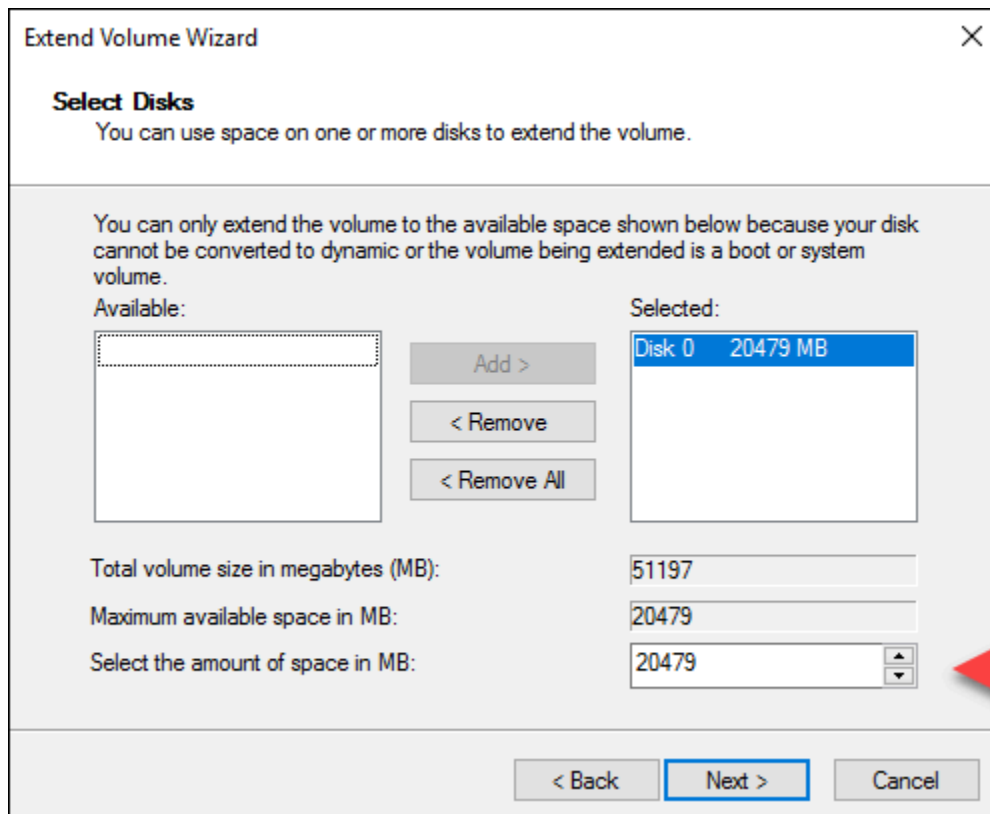 Extend Volume Wizard
Select Disks
You can use space on one or more disks to extend the volume.
You can only extend the volume to the available space shown below because your disk
cannot be converted to dynamic or the volume being extended is a boot or system
volume.
Available:
Selected:
Disk 0 20479 MB
Add >
< Remove
< Remove All
Total volume size in megabytes (MB): 51197
Maximum available space in MB: 20479
Select the amount of space in MB: 20479
< Back Next > Cancel